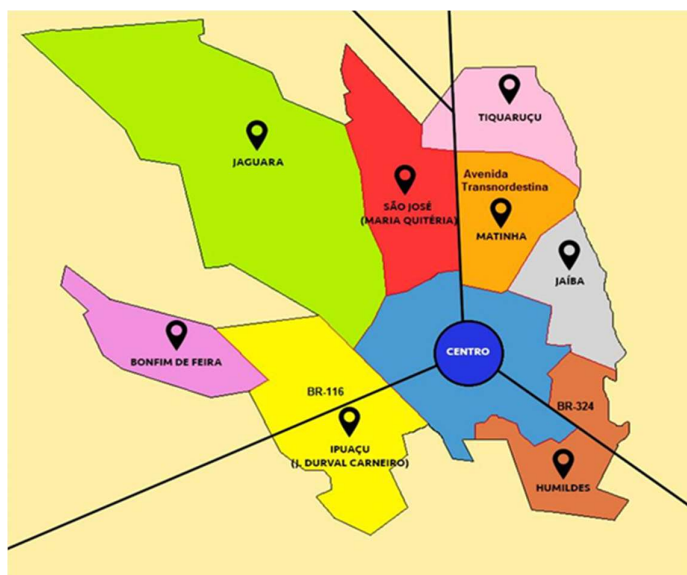 TIQUARUÇU
JAGUARA
Avenida
Transnordestina
SÃO JOSÉ
(MARIA QUITÉRIA)
MATINHA
JAÍBA
CENTRO
BONFIM DE FEIRA
BR-116
BR-324
IPUAÇU
(J. DURVAL CARNEIRO)
HUMILDES